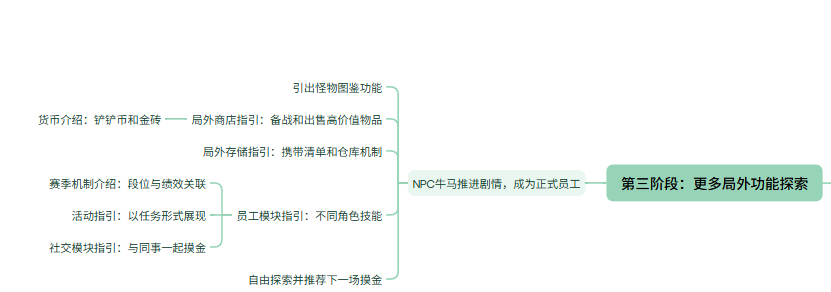 引出怪物图鉴功能
货币介绍：铲铲币和金砖
局外商店指引：备战和出售高价值物品
局外存储指引：携带清单和仓库机制
赛季机制介绍：段位与绩效关联
NPC牛马推进剧情，成为正式员工
第三阶段：更多局外功能探索
活动指引：以任务形式展现
员工模块指引：不同角色技能
社交模块指引：与同事一起摸金
自由探索并推荐下一场摸金